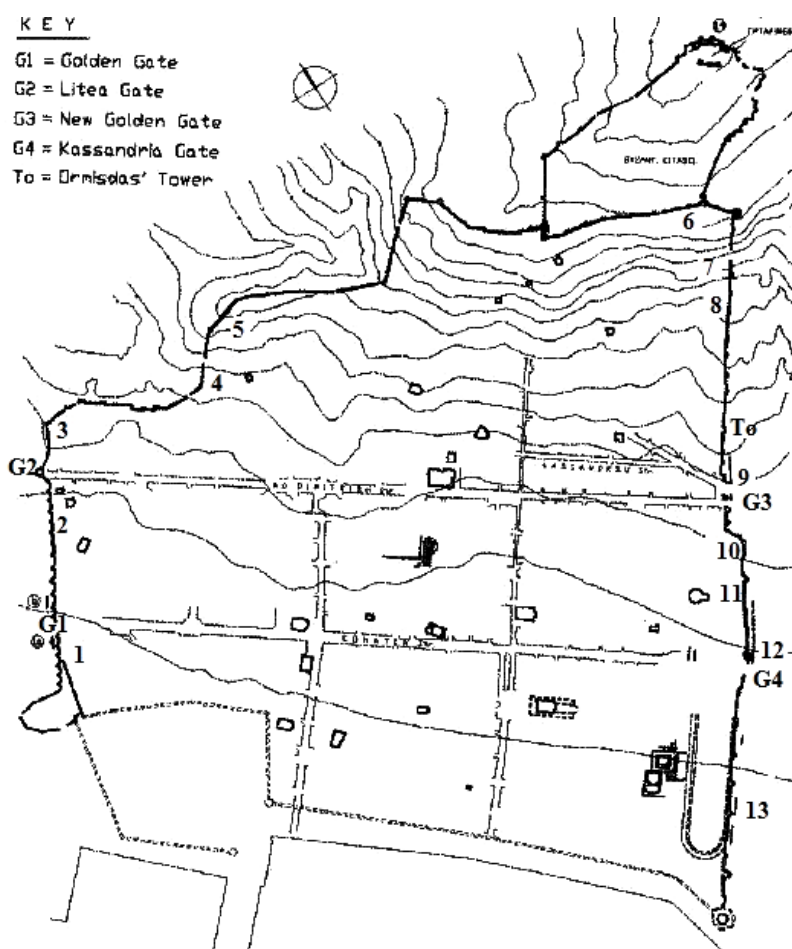 KEY
G1 = Golden Gate
G2 = Litea Gate
G3 = New Golden Gate
G4 = Kassandria Gate
To = Ormisdas' Tower
6
7
8
5
4
3
To
G2
9
G3
2
10
11
G1
1
12
G4
13